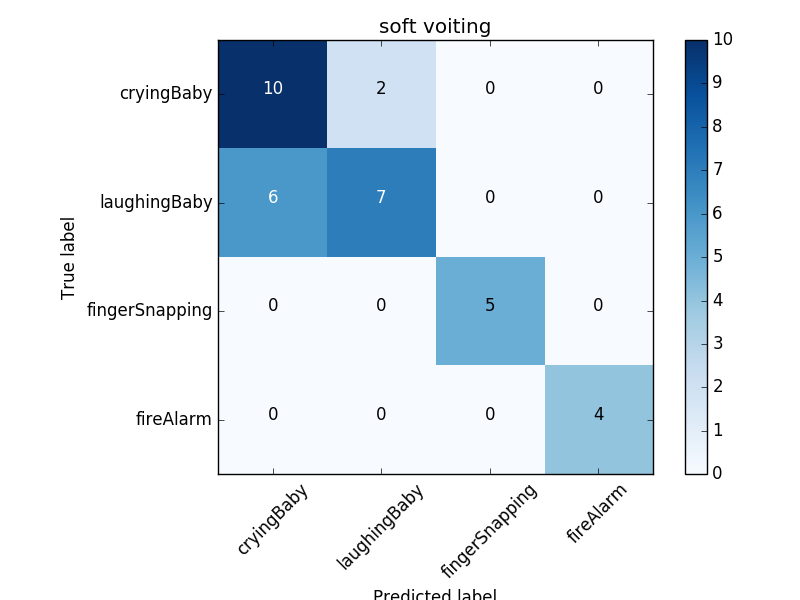 soft voiting
cryingBaby 10 2 0 0
laughingBaby 6 7 0 0
fingerSnapping 0 0 5 0
fireAlarm 0 0 0 4
cryingBaby laughingBaby fingerSnapping fireAlarm
True label
Predicted label
10
9
8
7
6
5
4
3
2
1
0